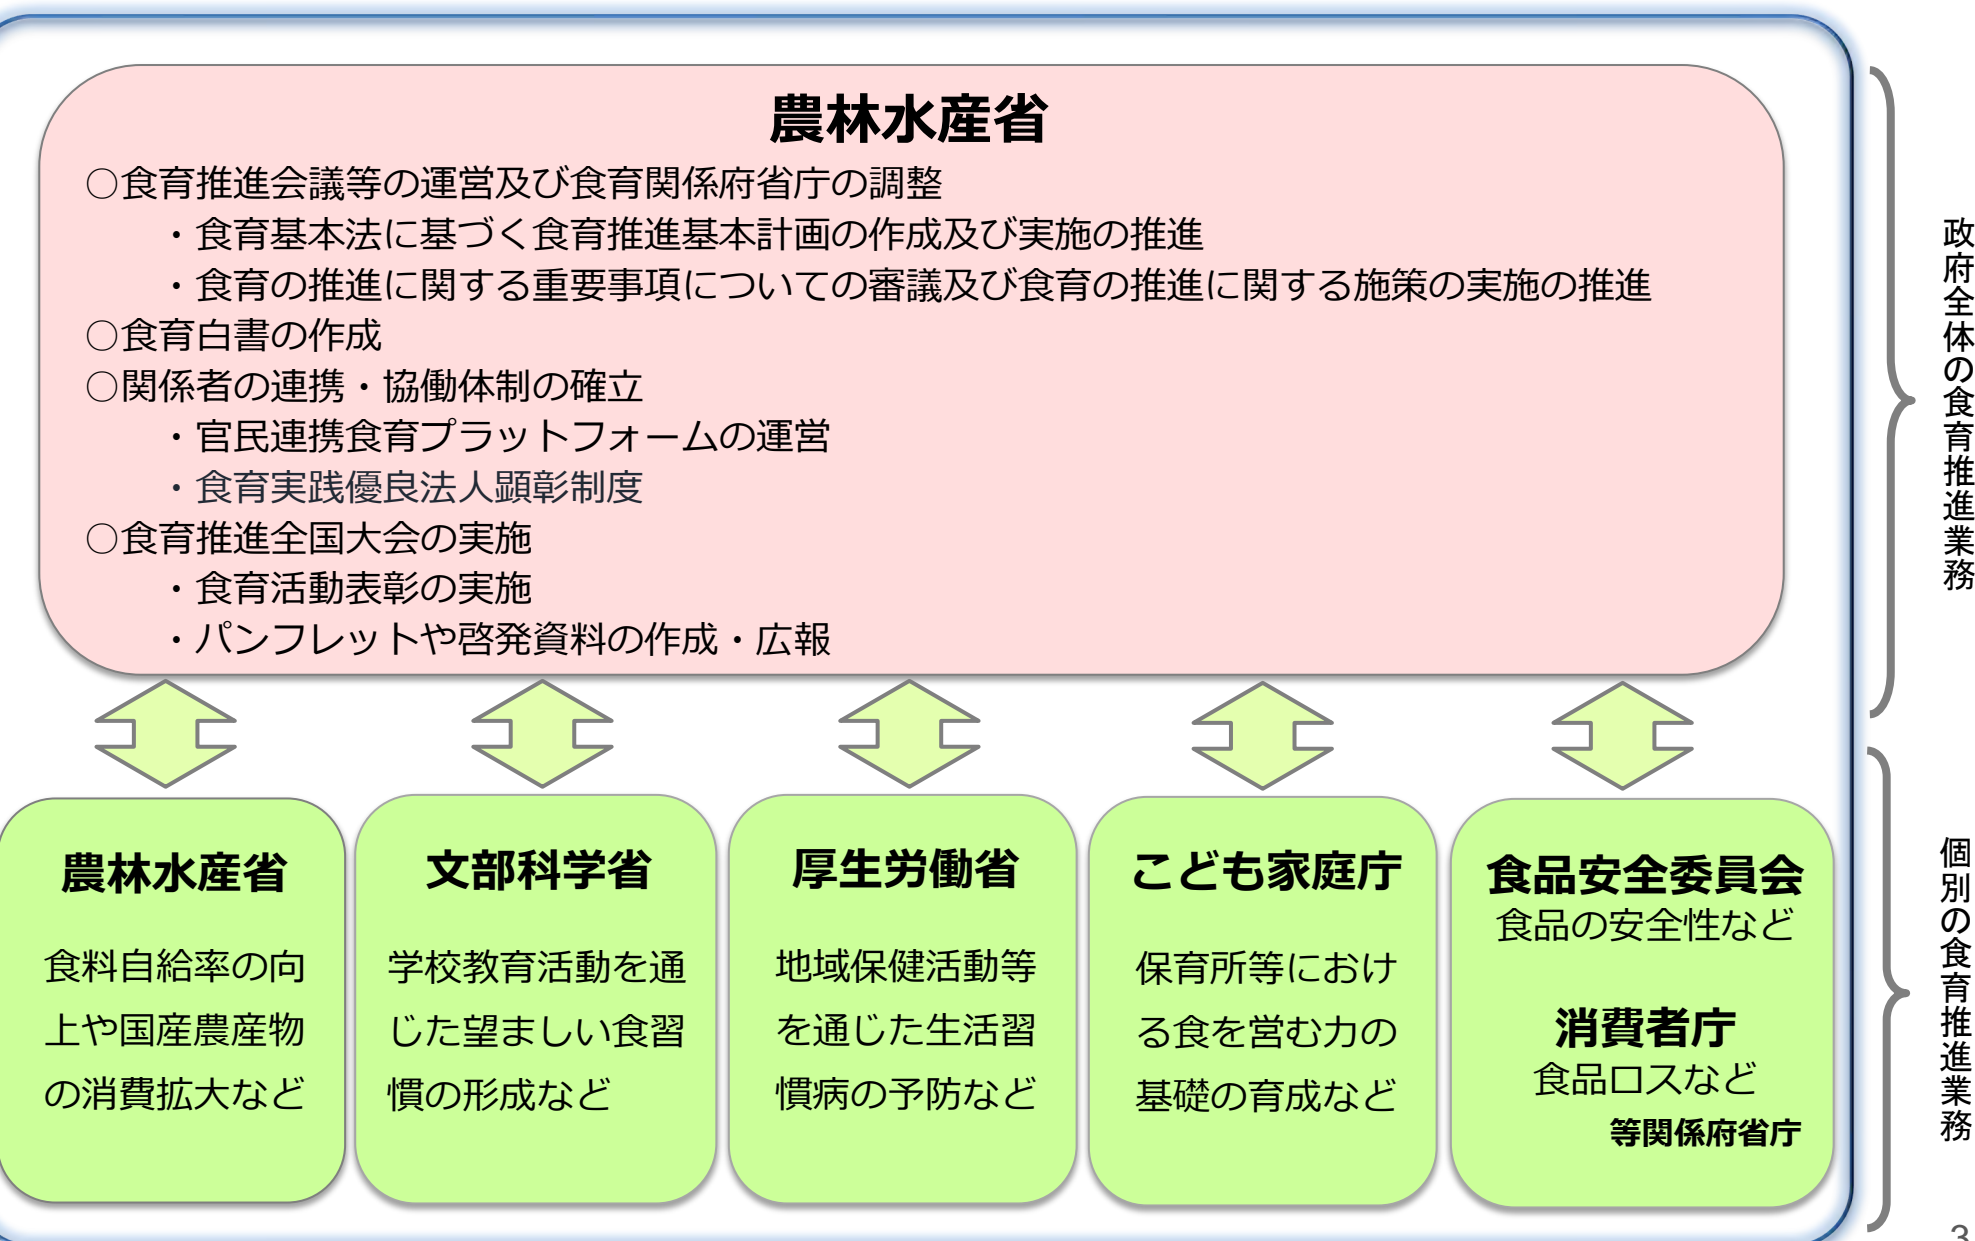 農林水産省
○食育推進会議等の運営及び食育関係府省庁の調整
・食育基本法に基づく食育推進基本計画の作成及び実施の推進
・食育の推進に関する重要事項についての審議及び食育の推進に関する施策の実施の推進
○食育白書の作成
○関係者の連携・協働体制の確立
・官民連携食育プラットフォームの運営
・食育実践優良法人顕彰制度
○食育推進全国大会の実施
・食育活動表彰の実施
・パンフレットや啓発資料の作成・広報
政府全体の食育推進業務
農林水産省
食料自給率の向
上や国産農産物
の消費拡大など
文部科学省
学校教育活動を通
じた望ましい食習
慣の形成など
厚生労働省
地域保健活動等
を通じた生活習
慣病の予防など
こども家庭庁
保育所等におけ
る食を営む力の
基礎の育成など
食品安全委員会
食品の安全性など
消費者庁
食品ロスなど
等関係府省庁
個別の食育推進業務
3